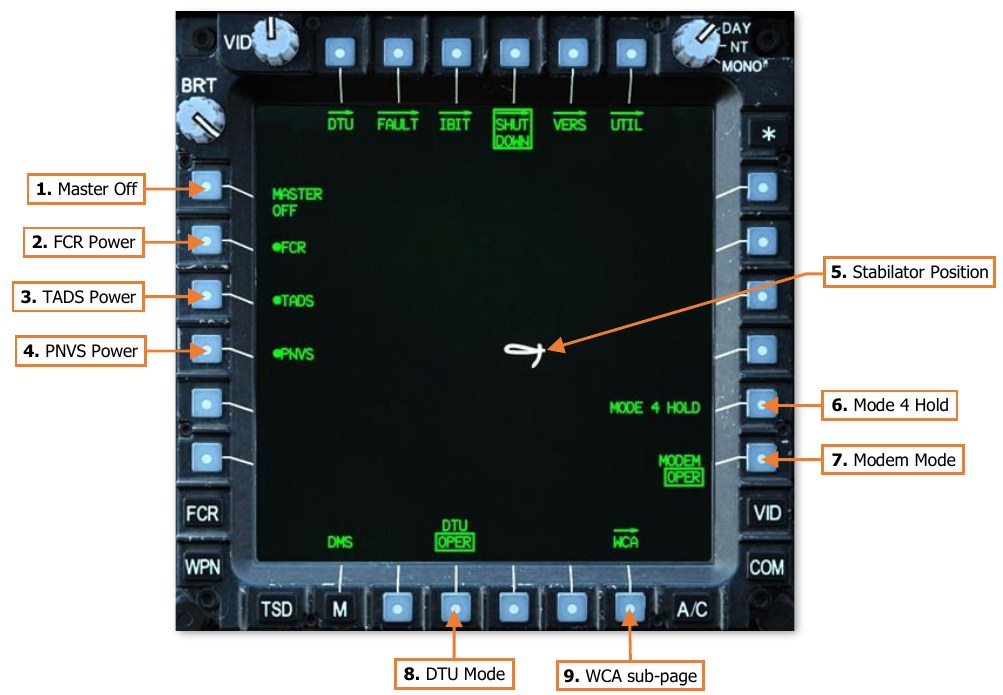 VID
DAY
NT
MONO*
BRT
DTU
FAULT
IBIT
SHUT
DOWN
VERS
UTIL
*
1. Master Off
MASTER
OFF
2. FCR Power
FCR
3. TADS Power
TADS
4. PNVS Power
PNVS
5. Stabilator Position
MODE 4 HOLD
6. Mode 4 Hold
MODEM
OPER
7. Modem Mode
FCR
VID
DTU
OPER
DMS
WCA
WPN
COM
TSD
M
A/C
8. DTU Mode
9. WCA sub-page